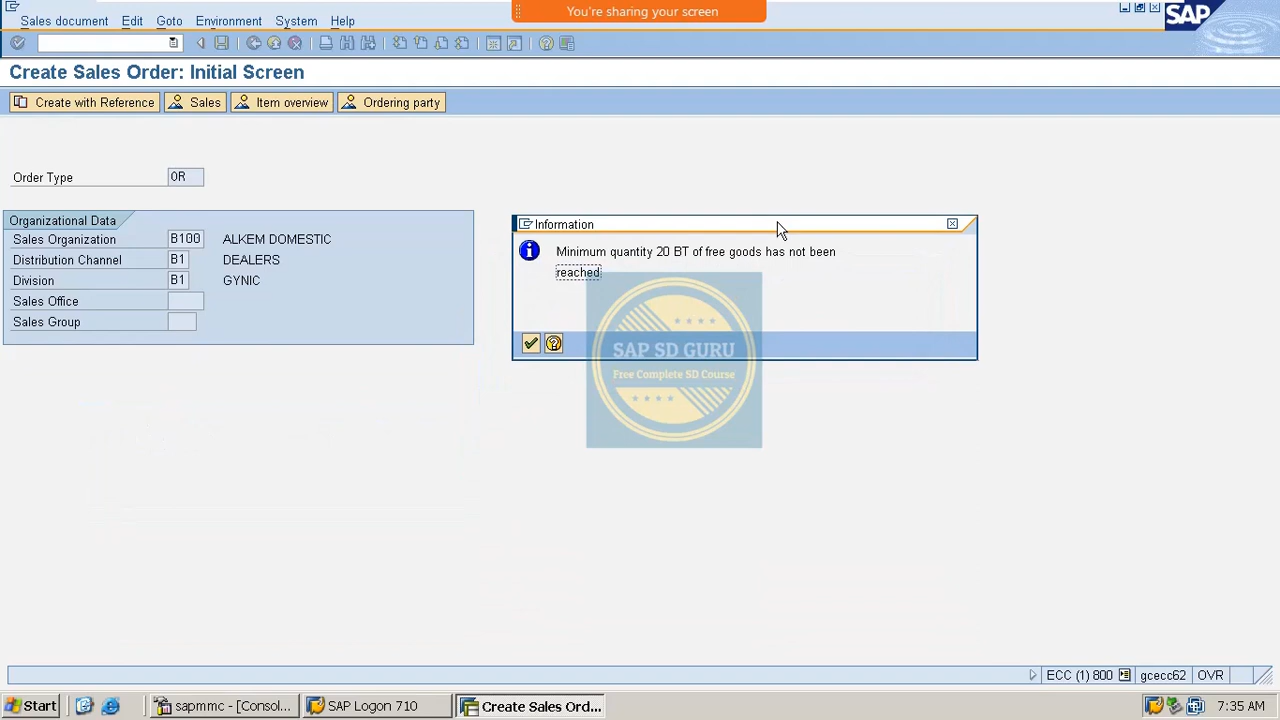 You're sharing your screen
Sales document Edit Goto Environment System Help
SAP
Create Sales Order: Initial Screen
Create with Reference Sales Item overview Ordering party
Order Type OR
Organizational Data
Sales Organization B100 ALKEM DOMESTIC
Distribution Channel B1 DEALERS
Division B1 GYNIC
Sales Office
Sales Group
Information
Minimum quantity 20 BT of free goods has not been
reached
SAP SD GURU
Free Complete SD Course
ECC (1) 800 gcecc62 OVR
Start sapmmc - [Consol... SAP Logon 710 Create Sales Ord... 7:35 AM